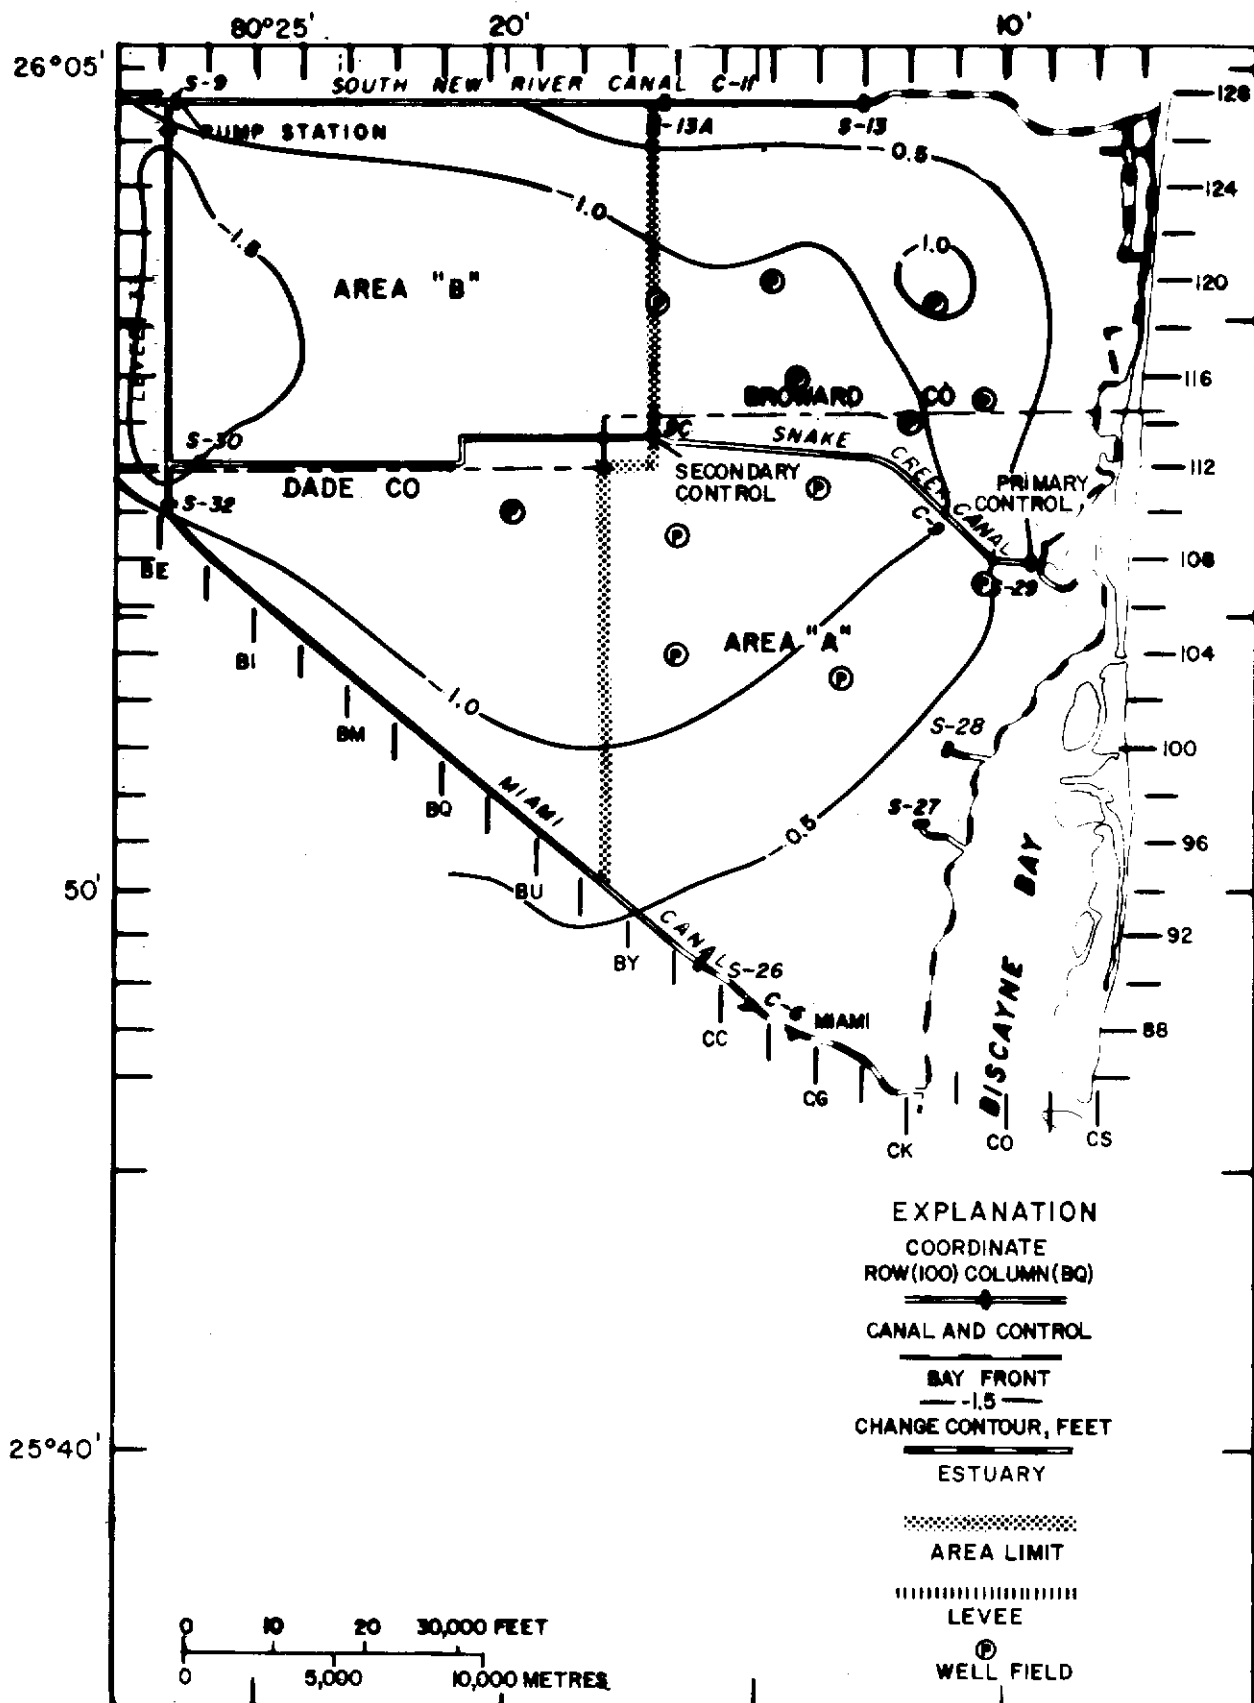 80°25'
20'
10'
26°05'
S-9
SOUTH NEW RIVER CANAL C-11
128
PUMP STATION
-13A
S-13
-0.5
124
-1.0
-1.5
-1.0
AREA "B"
120
116
BROWARD CO
S-30
SC
SNAKE CREEK CANAL
C-9
112
SECONDARY
CONTROL
PRIMARY
CONTROL
DADE CO
P
S-32
P
BE
108
P
S-29
BI
AREA "A"
P
104
P
-1.0
BM
S-28
100
BQ
MIAMI CANAL
S-27
-0.5
96
50'
BU
BISCAYNE BAY
92
BY
S-26
C-6
MIAMI
88
CC
CG
CK
CO
CS
EXPLANATION
COORDINATE
ROW(100) COLUMN(BQ)
CANAL AND CONTROL
BAY FRONT
-1.5
CHANGE CONTOUR, FEET
25°40'
ESTUARY
AREA LIMIT
LEVEE
P
WELL FIELD
0 10 20 30,000 FEET
0 5,000 10,000 METRES